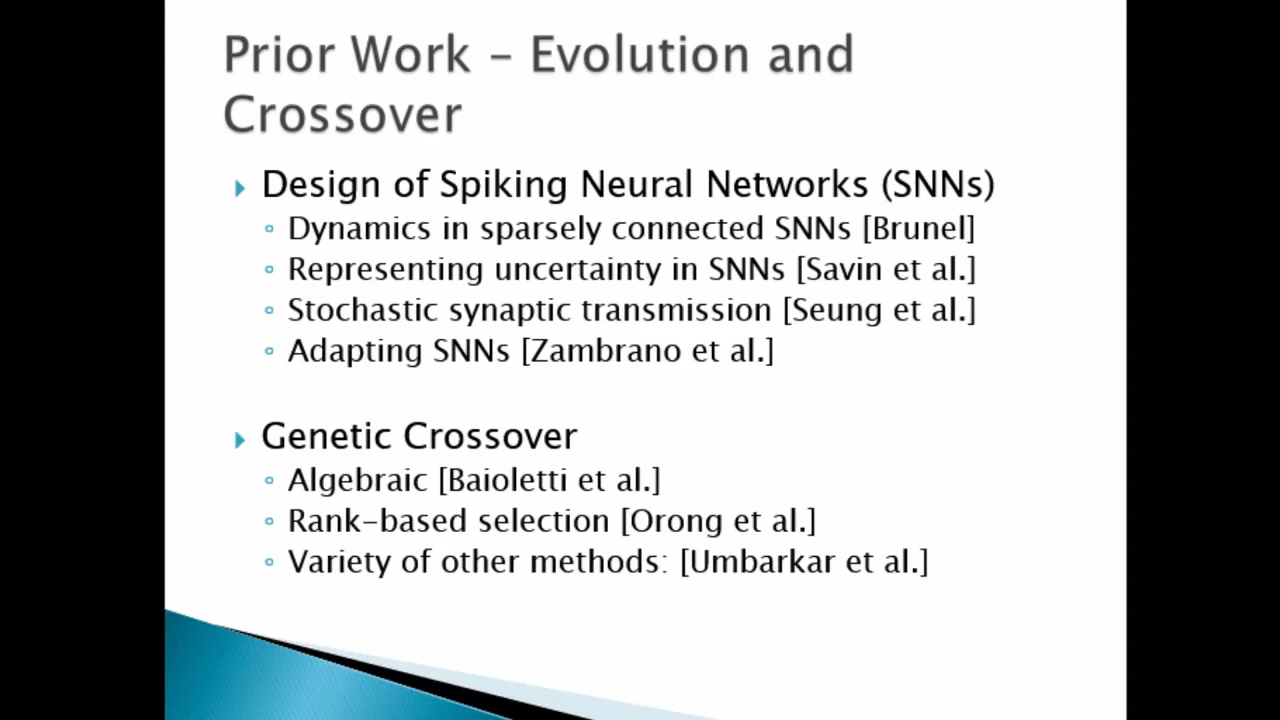 Prior Work – Evolution and
Crossover
Design of Spiking Neural Networks (SNNs)
Dynamics in sparsely connected SNNs [Brunel]
Representing uncertainty in SNNs [Savin et al.]
Stochastic synaptic transmission [Seung et al.]
Adapting SNNs [Zambrano et al.]
Genetic Crossover
Algebraic [Baioletti et al.]
Rank-based selection [Orong et al.]
Variety of other methods: [Umbarkar et al.]